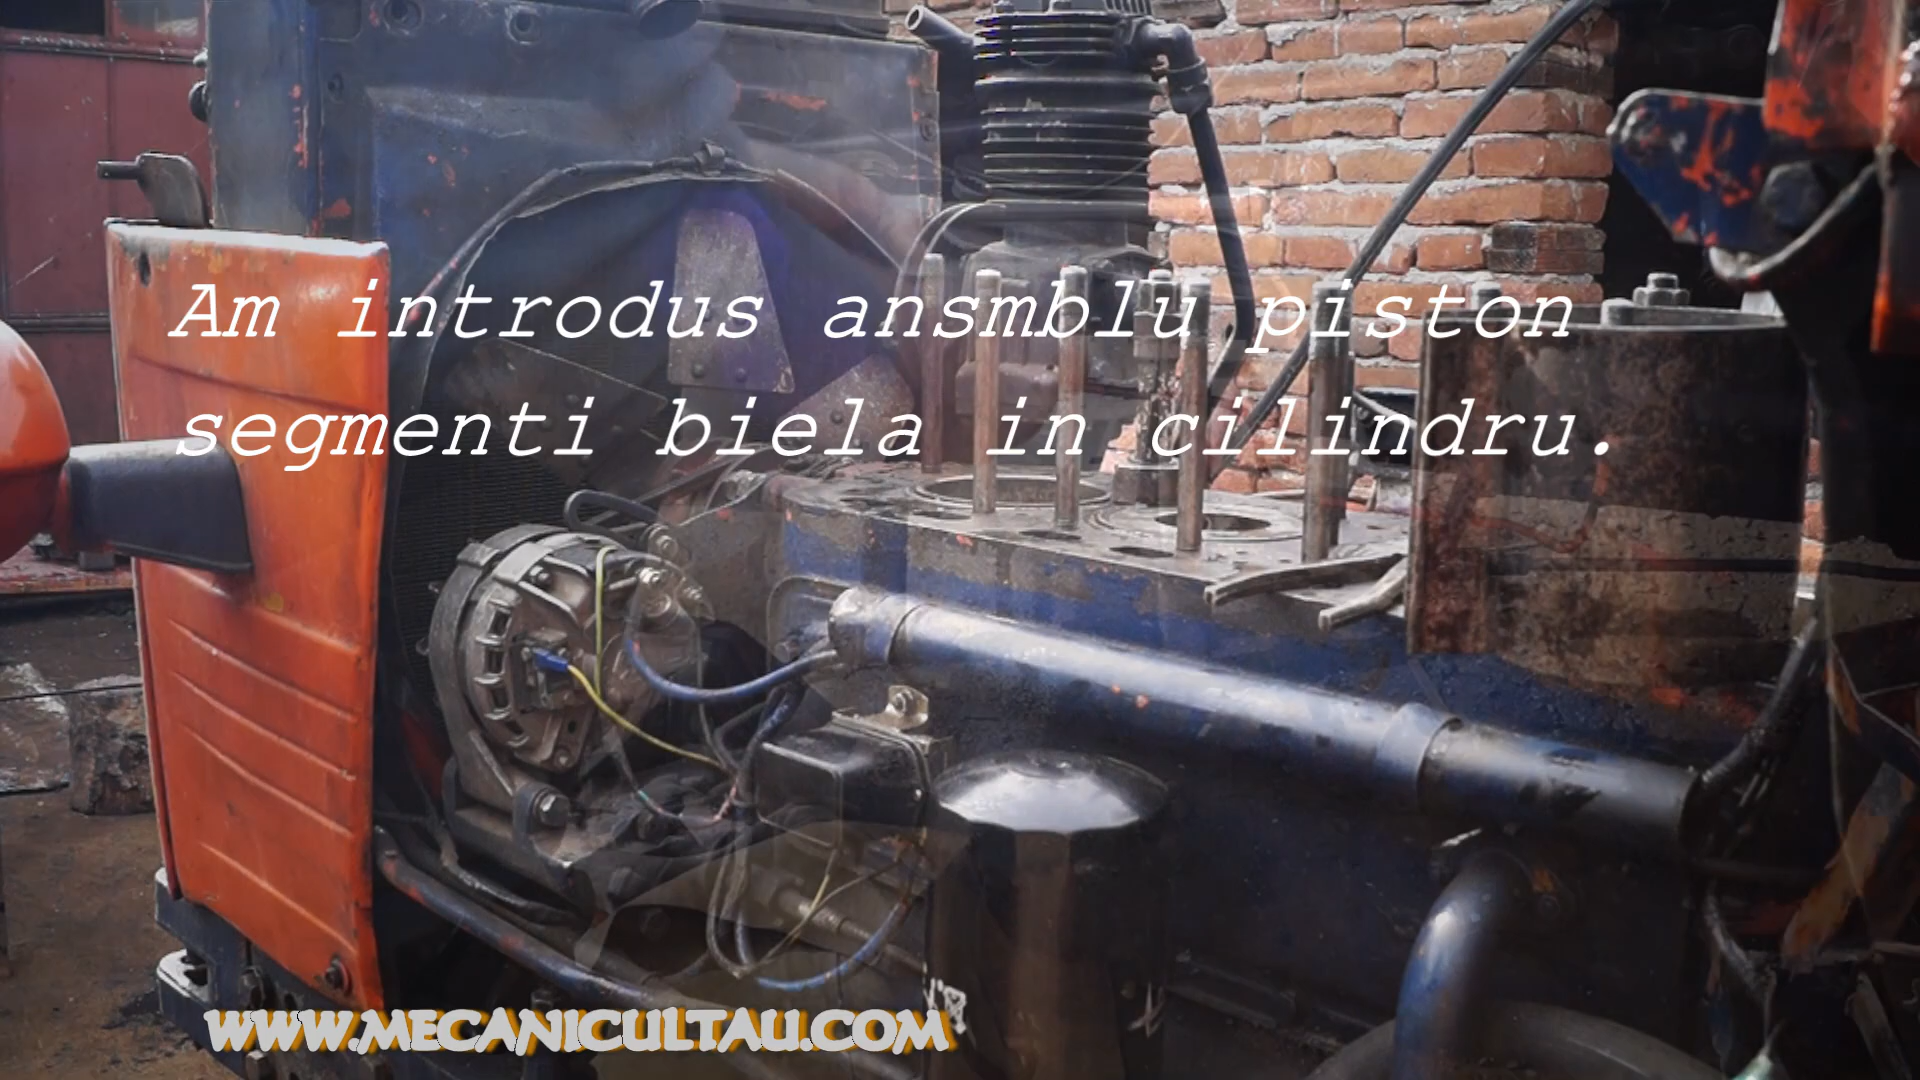 Am introdus ansmblu piston
segmenti biela in cilindru.
WWW.MECANICULTAU.COM